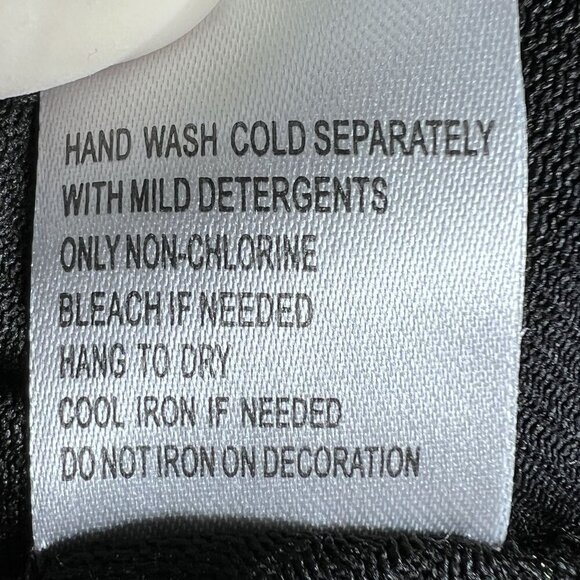 HAND WASH COLD SEPARATELY
WITH MILD DETERGENTS
ONLY NON-CHLORINE
BLEACH IF NEEDED
HANG TO DRY
COOL IRON IF NEEDED
DO NOT IRON ON DECORATION